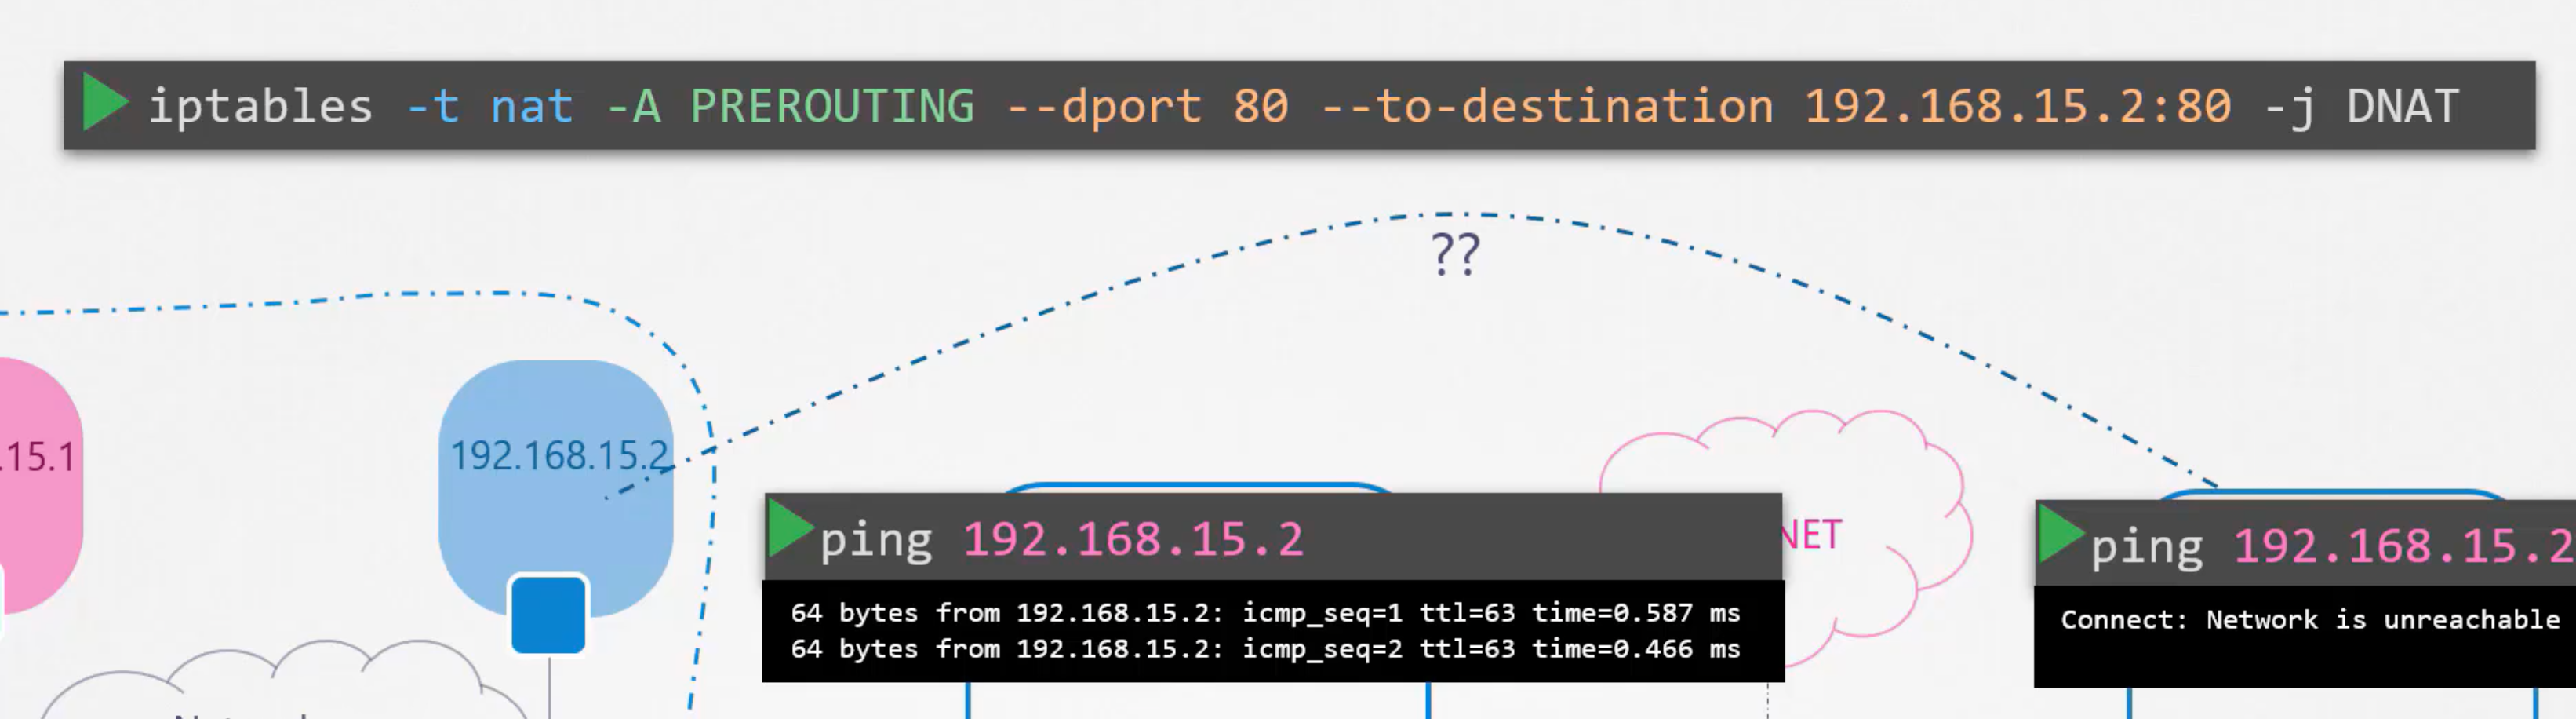 iptables -t nat -A PREROUTING --dport 80 --to-destination 192.168.15.2:80 -j DNAT
??
.15.1
192.168.15.2
NET
ping 192.168.15.2
64 bytes from 192.168.15.2: icmp_seq=1 ttl=63 time=0.587 ms
64 bytes from 192.168.15.2: icmp_seq=2 ttl=63 time=0.466 ms
ping 192.168.15.2
Connect: Network is unreachable